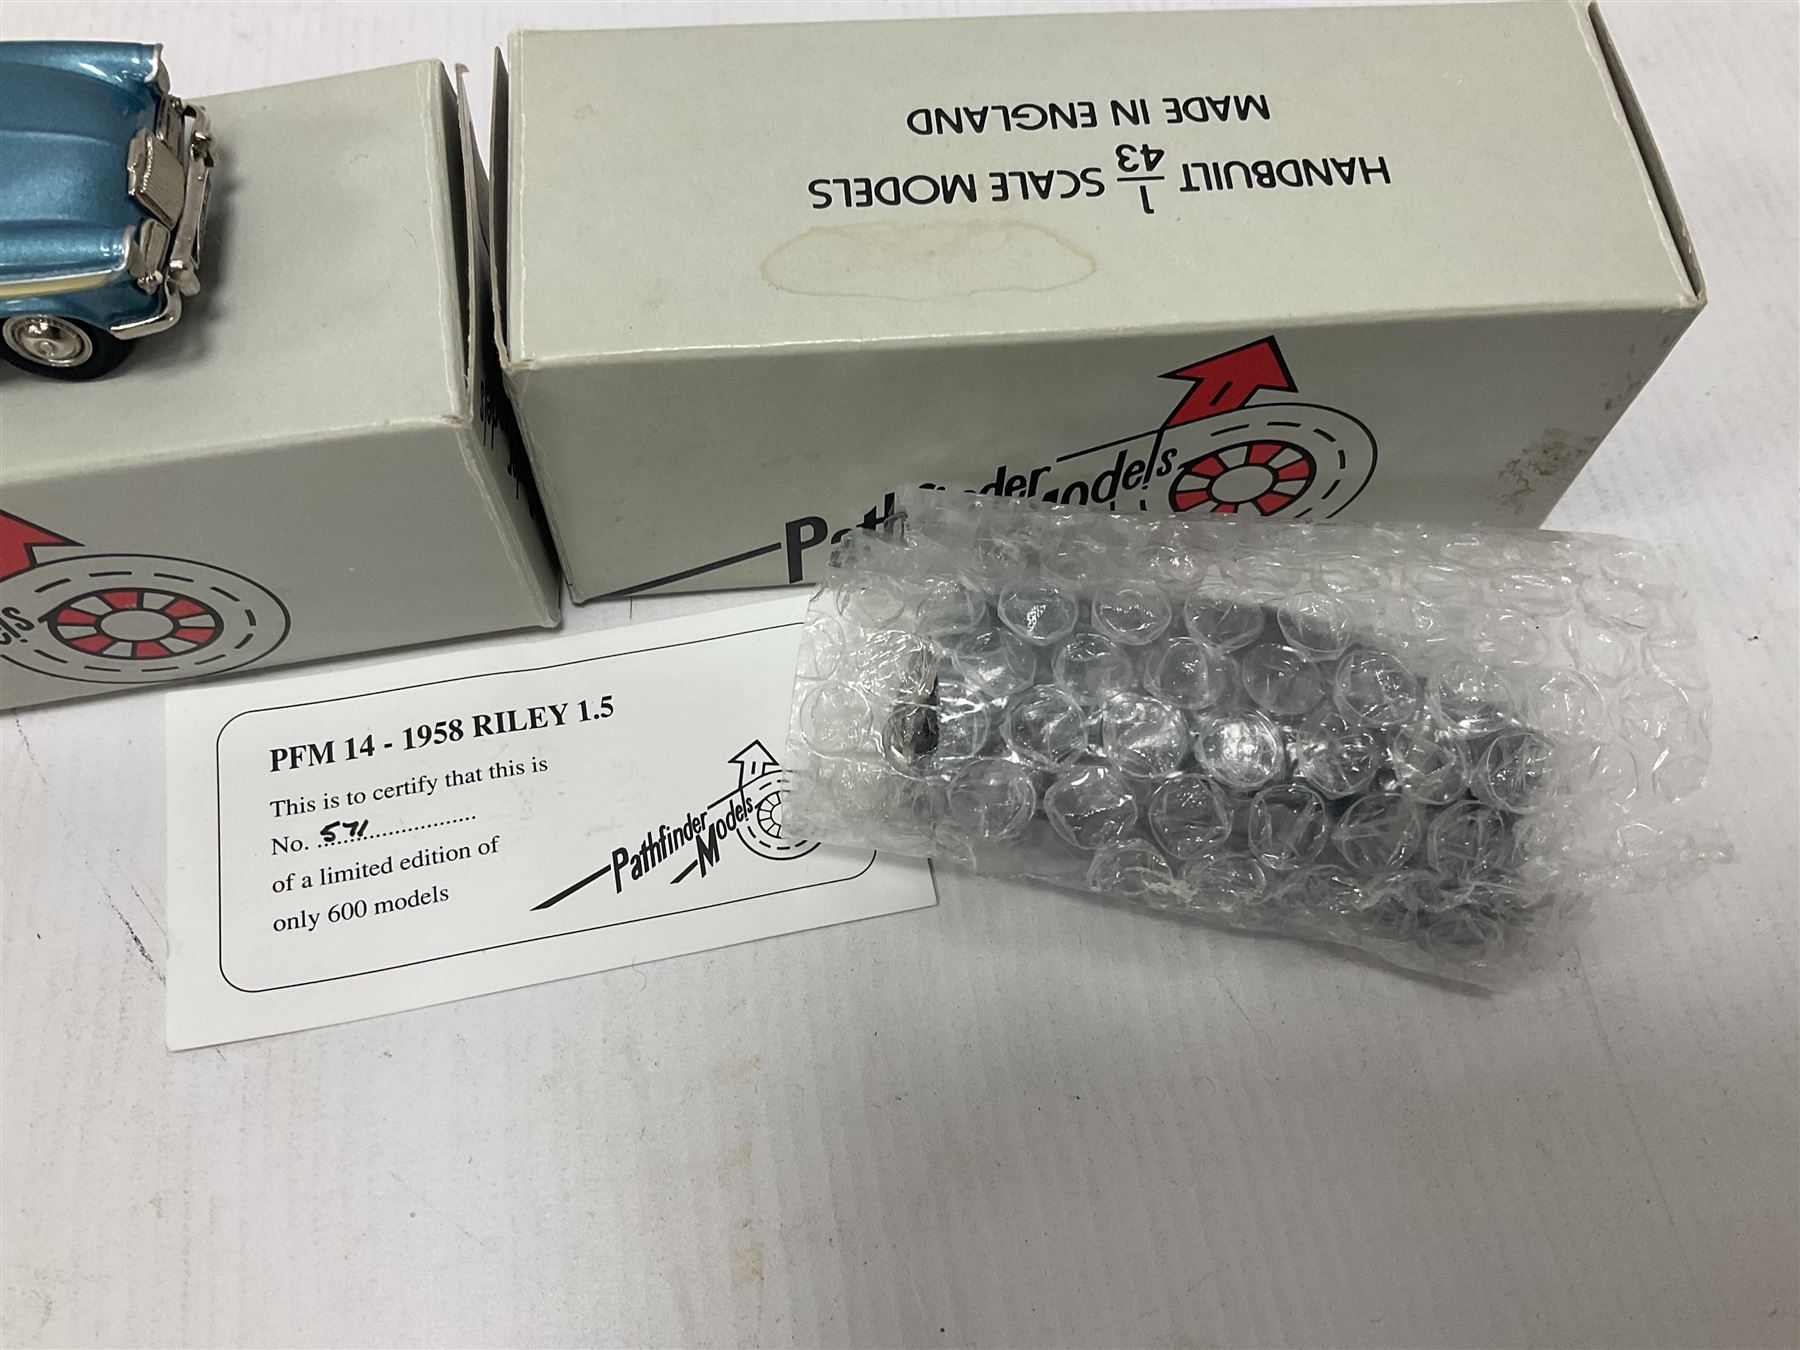 HANDBUILT 1/43 SCALE MODELS
MADE IN ENGLAND
Pathfinder
Models
PFM 14 - 1958 RILEY 1.5
This is to certify that this is
No. 571
of a limited edition of
only 600 models
Pathfinder
Models